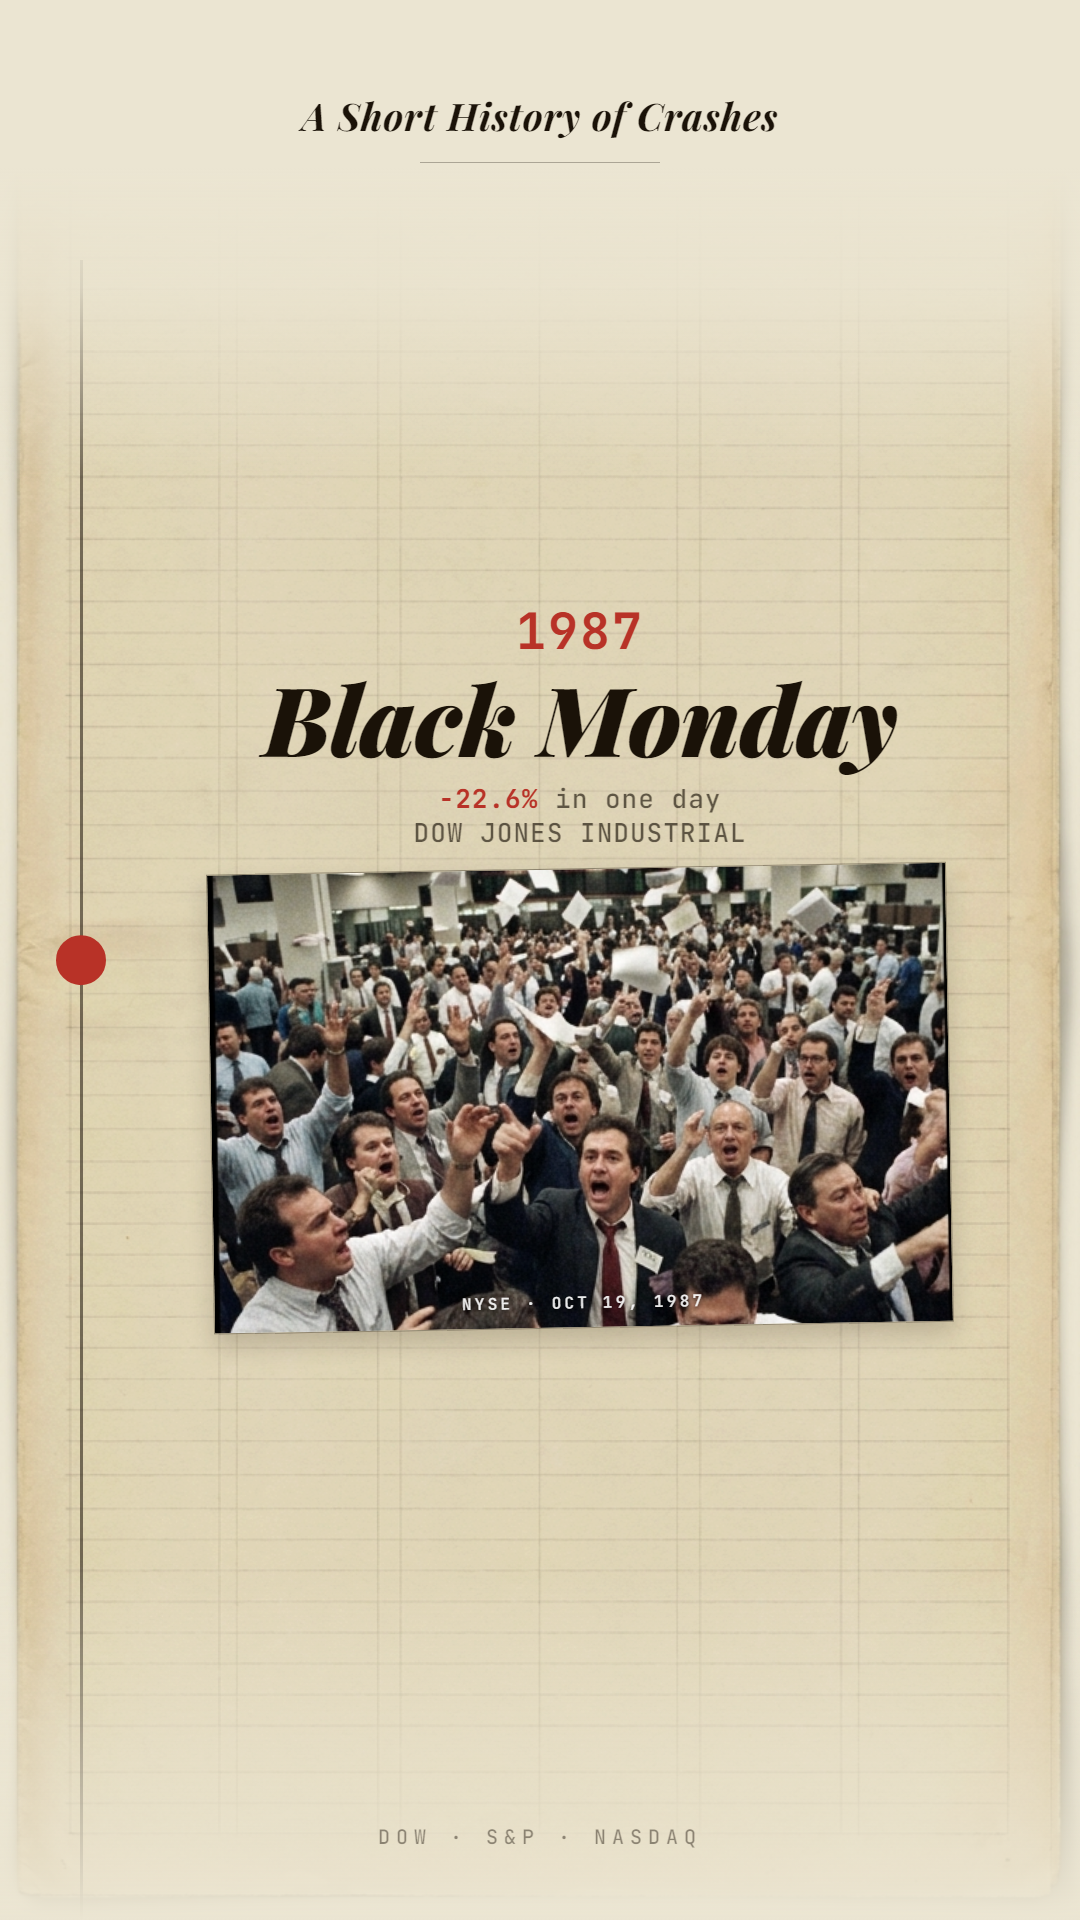 A Short History of Crashes
1987
Black Monday
-22.6% in one day
DOW JONES INDUSTRIAL
NYSE · OCT 19, 1987
DOW · S&P · NASDAQ